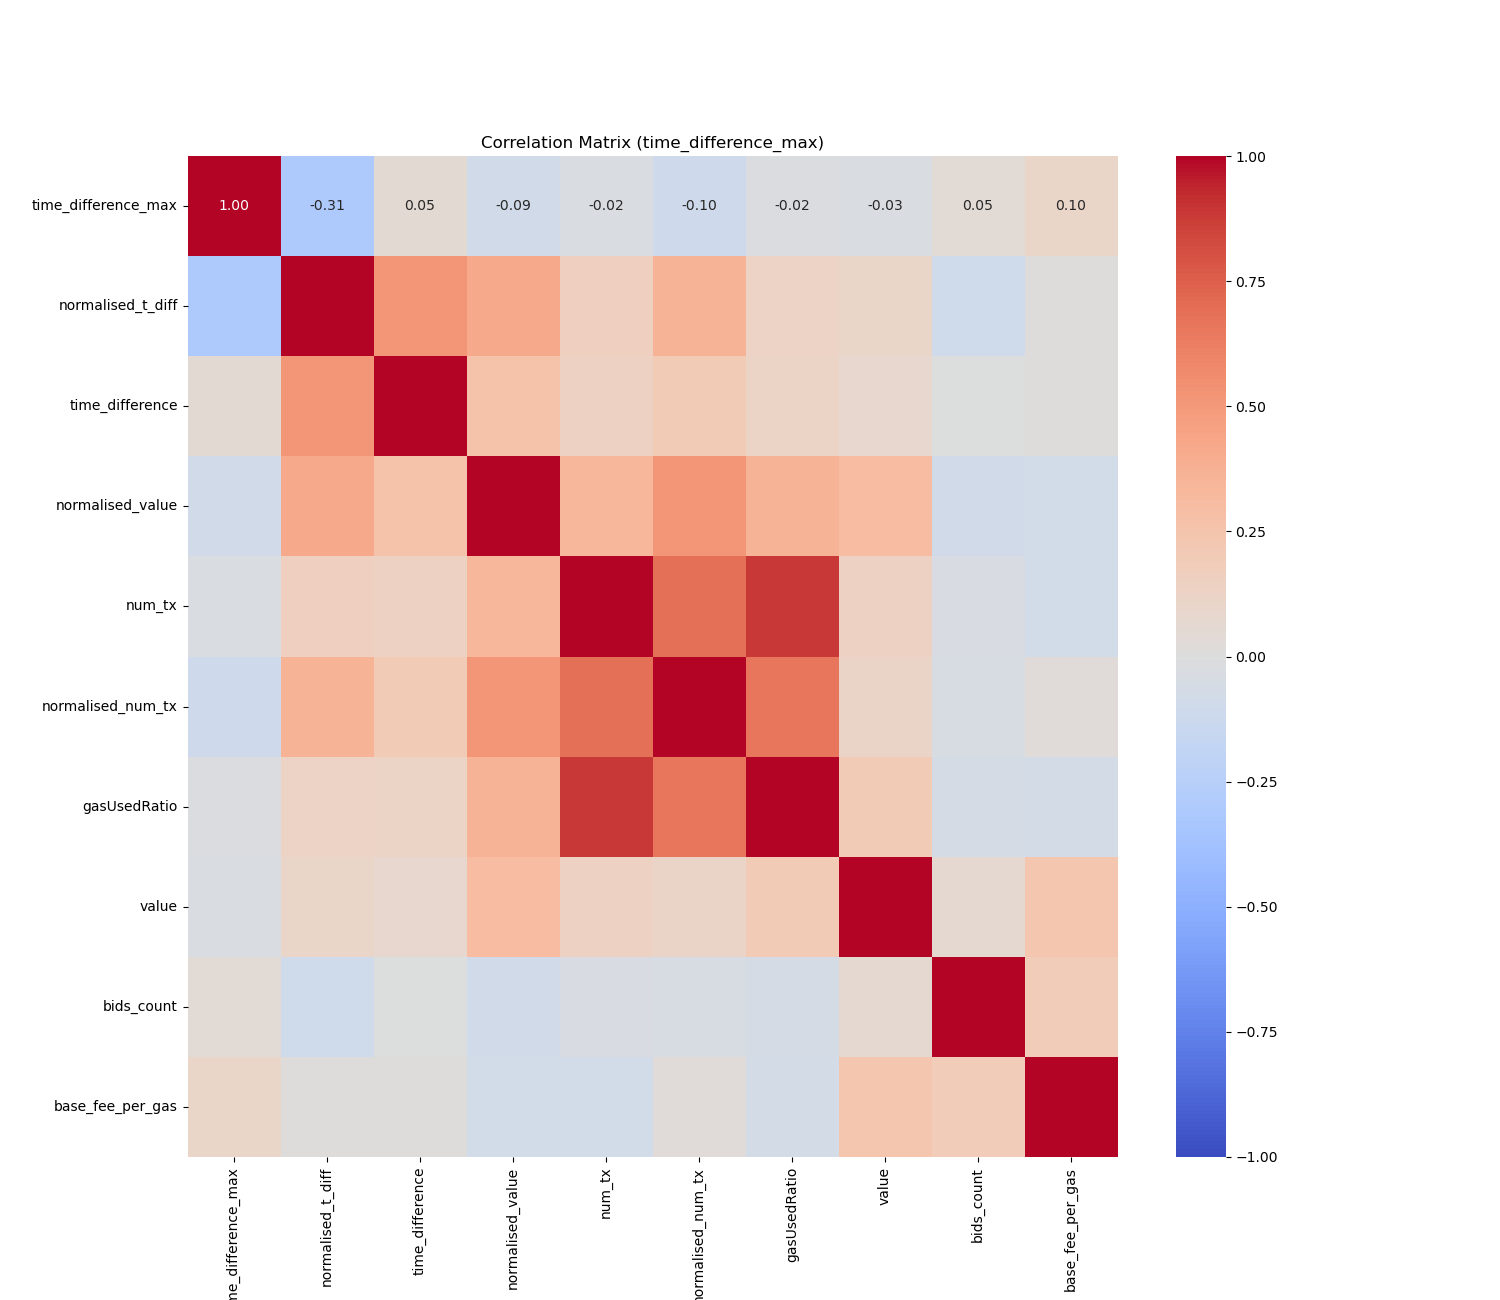 Correlation Matrix (time_difference_max)
time_difference_max
1.00 -0.31 0.05 -0.09 -0.02 -0.10 -0.02 -0.03 0.05 0.10
normalised_t_diff
time_difference
normalised_value
num_tx
normalised_num_tx
gasUsedRatio
value
bids_count
base_fee_per_gas
me_difference_max
normalised_t_diff
time_difference
normalised_value
num_tx
normalised_num_tx
gasUsedRatio
value
bids_count
base_fee_per_gas
1.00
0.75
0.50
0.25
0.00
−0.25
−0.50
−0.75
−1.00